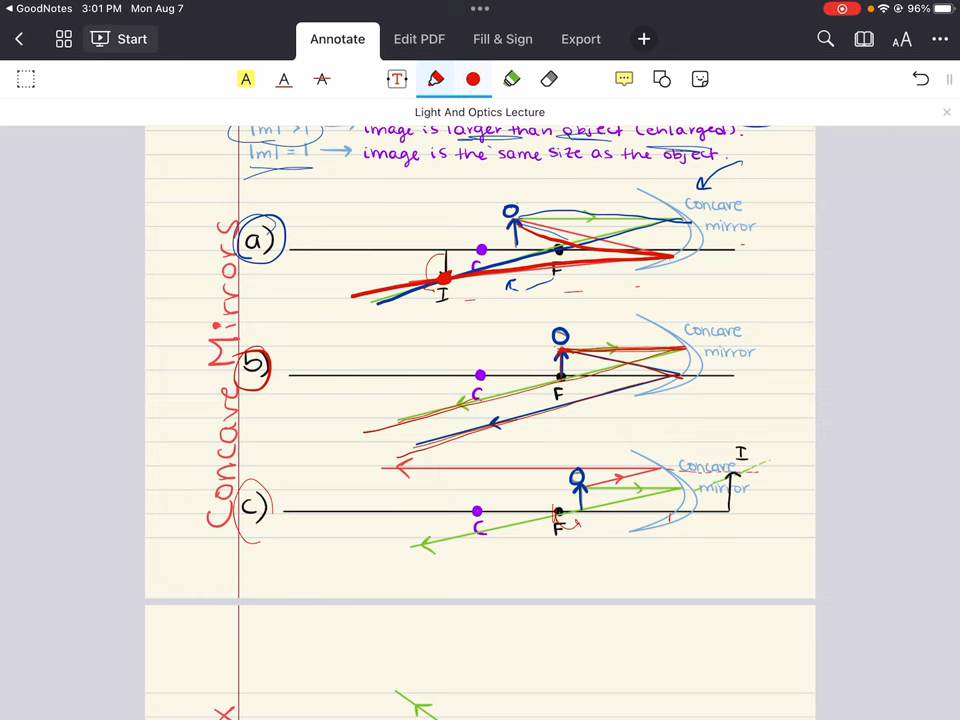 GoodNotes 3:01 PM Mon Aug 7 96%
Start Annotate Edit PDF Fill & Sign Export
A A A T
Light And Optics Lecture
|m| >1 → image is larger than object (enlarged).
|m| = 1 → image is the same size as the object.
Concave Mirrors
a) O C F I concave mirror
b) O C F concave mirror
c) O C F I concave mirror
x